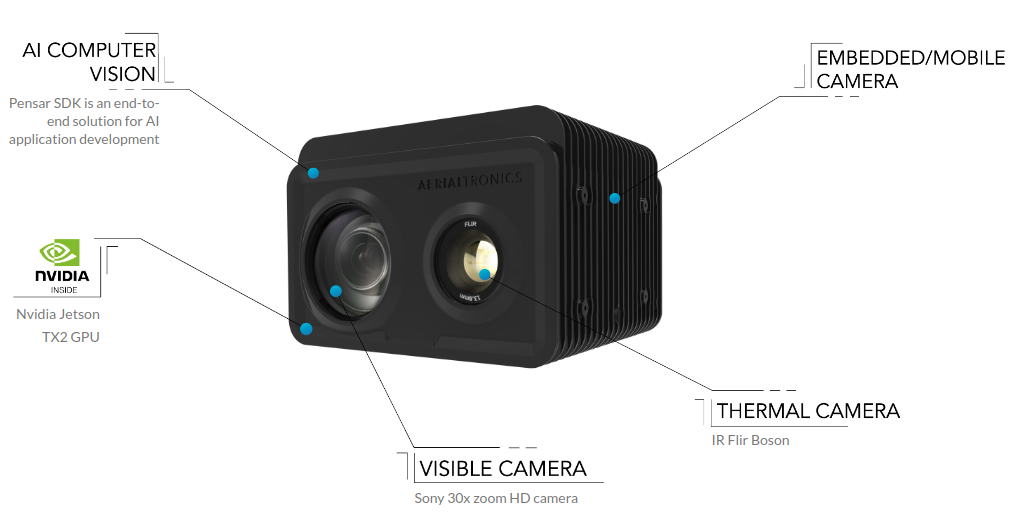 AI COMPUTER
VISION
Pensar SDK is an end-to-
end solution for AI
application development
EMBEDDED/MOBILE
CAMERA
AERIALTRONICS
FLIR
13.8mm
NVIDIA
INSIDE
Nvidia Jetson
TX2 GPU
THERMAL CAMERA
IR Flir Boson
VISIBLE CAMERA
Sony 30x zoom HD camera